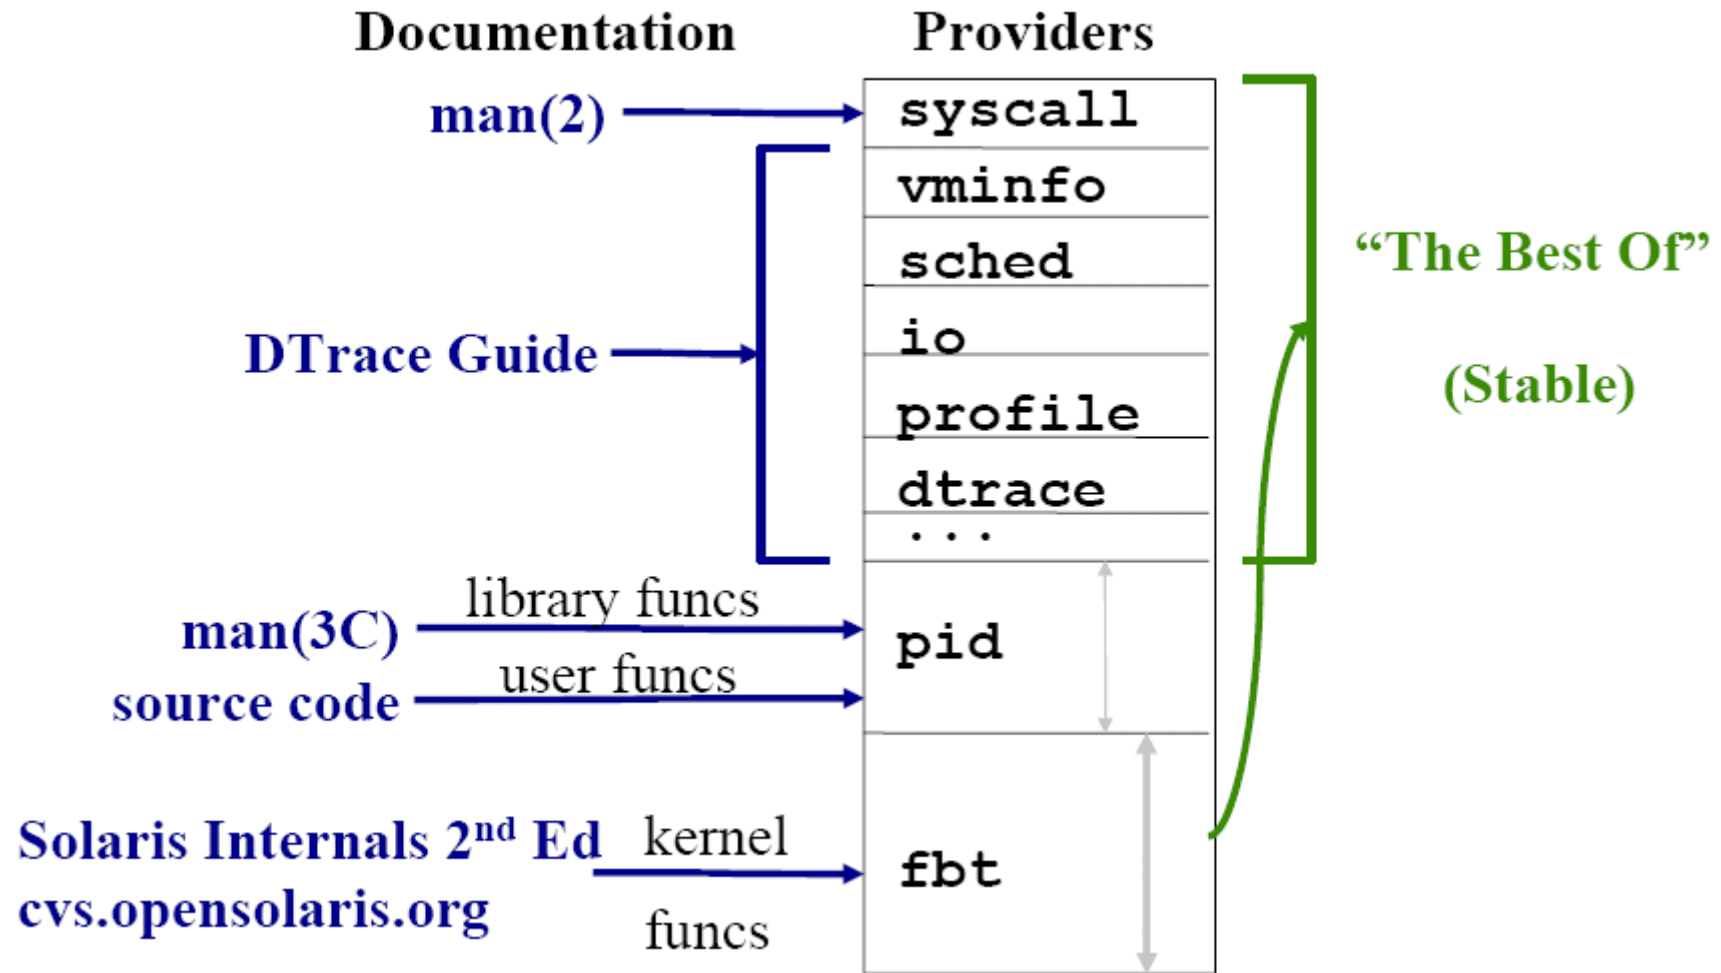 Documentation
Providers
man(2)
syscall
vminfo
sched
“The Best Of”
io
DTrace Guide
(Stable)
profile
dtrace
...
library funcs
man(3C)
pid
user funcs
source code
Solaris Internals 2nd Ed
kernel
fbt
cvs.opensolaris.org
funcs